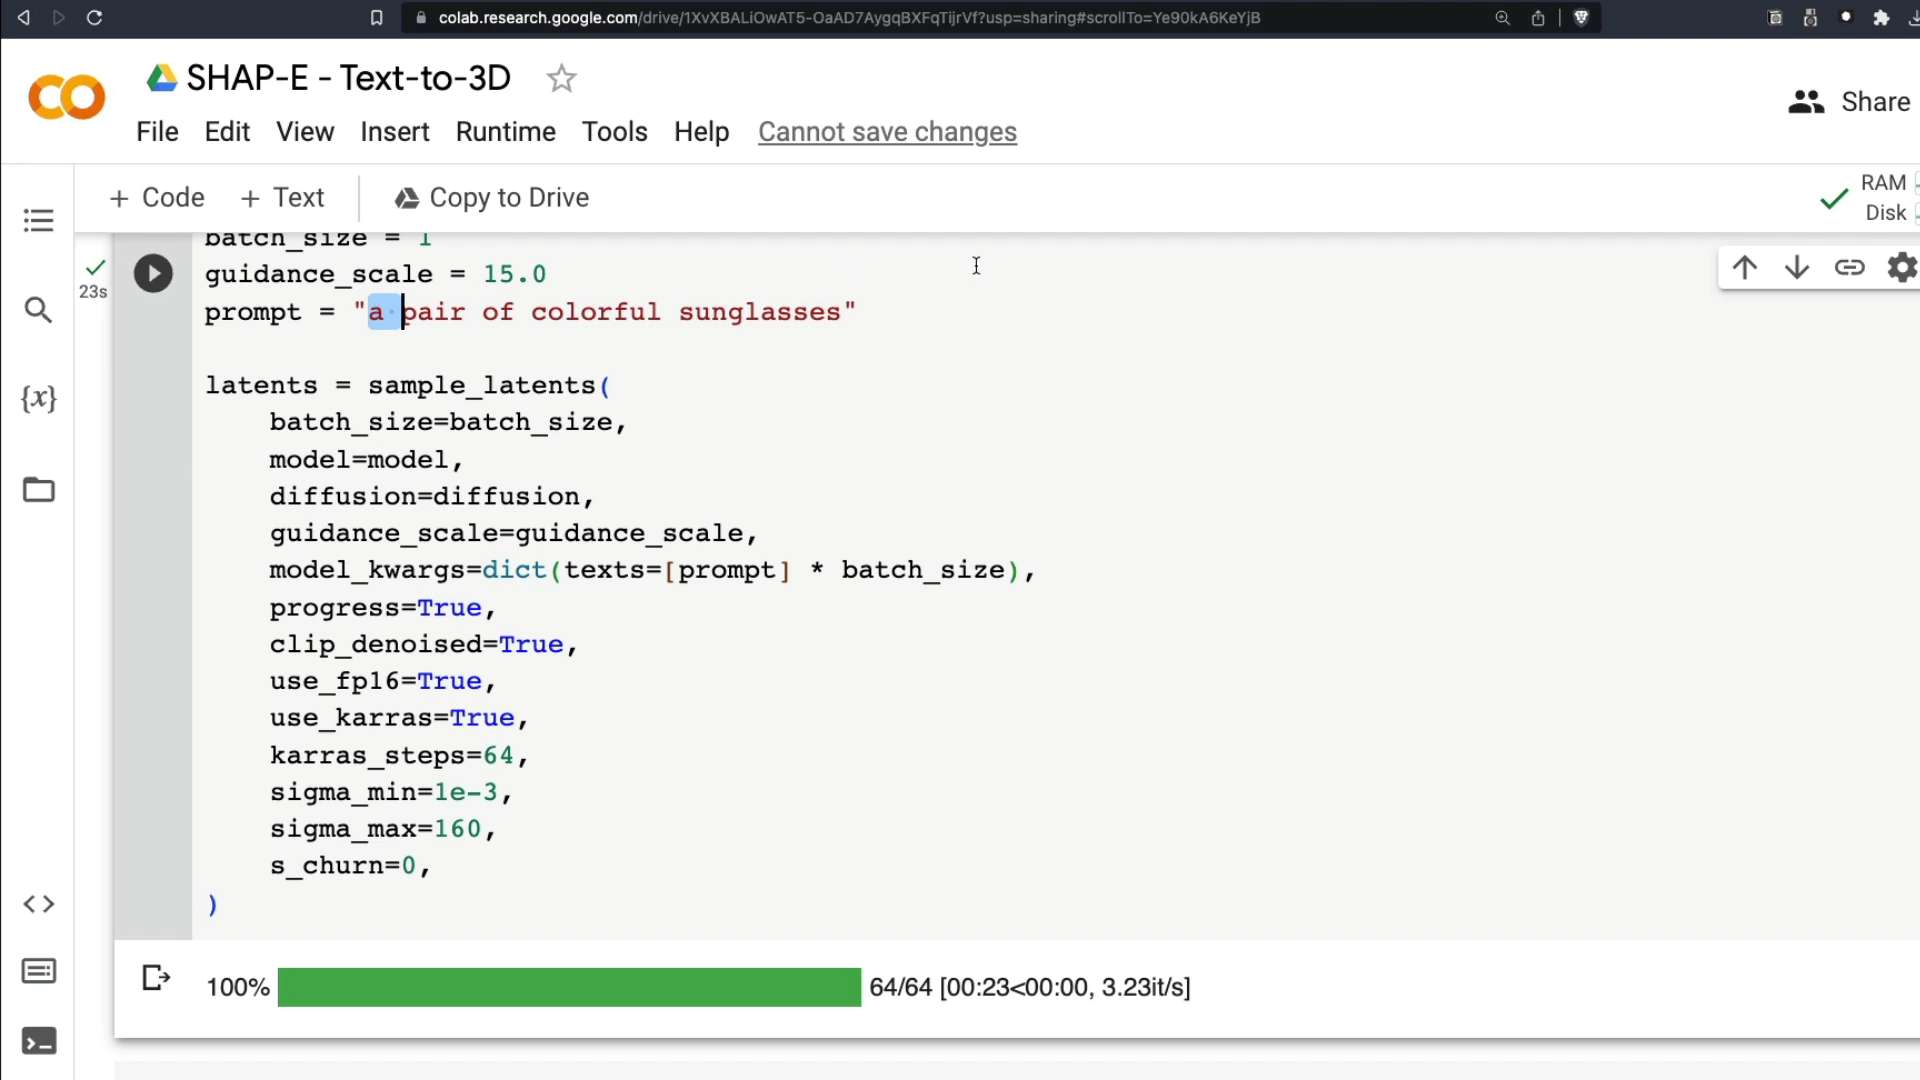 colab.research.google.com/drive/1XvXBALiOwAT5-OaAD7AygqBXFqTijrVf?usp=sharing#scrollTo=Ye90kA6KeYjB
SHAP-E - Text-to-3D
File Edit View Insert Runtime Tools Help Cannot save changes
Share
+ Code + Text Copy to Drive
RAM
Disk
batch_size = 1
23s
guidance_scale = 15.0
prompt = "a pair of colorful sunglasses"
latents = sample_latents(
batch_size=batch_size,
model=model,
diffusion=diffusion,
guidance_scale=guidance_scale,
model_kwargs=dict(texts=[prompt] * batch_size),
progress=True,
clip_denoised=True,
use_fp16=True,
use_karras=True,
karras_steps=64,
sigma_min=1e-3,
sigma_max=160,
s_churn=0,
)
100% 64/64 [00:23<00:00, 3.23it/s]